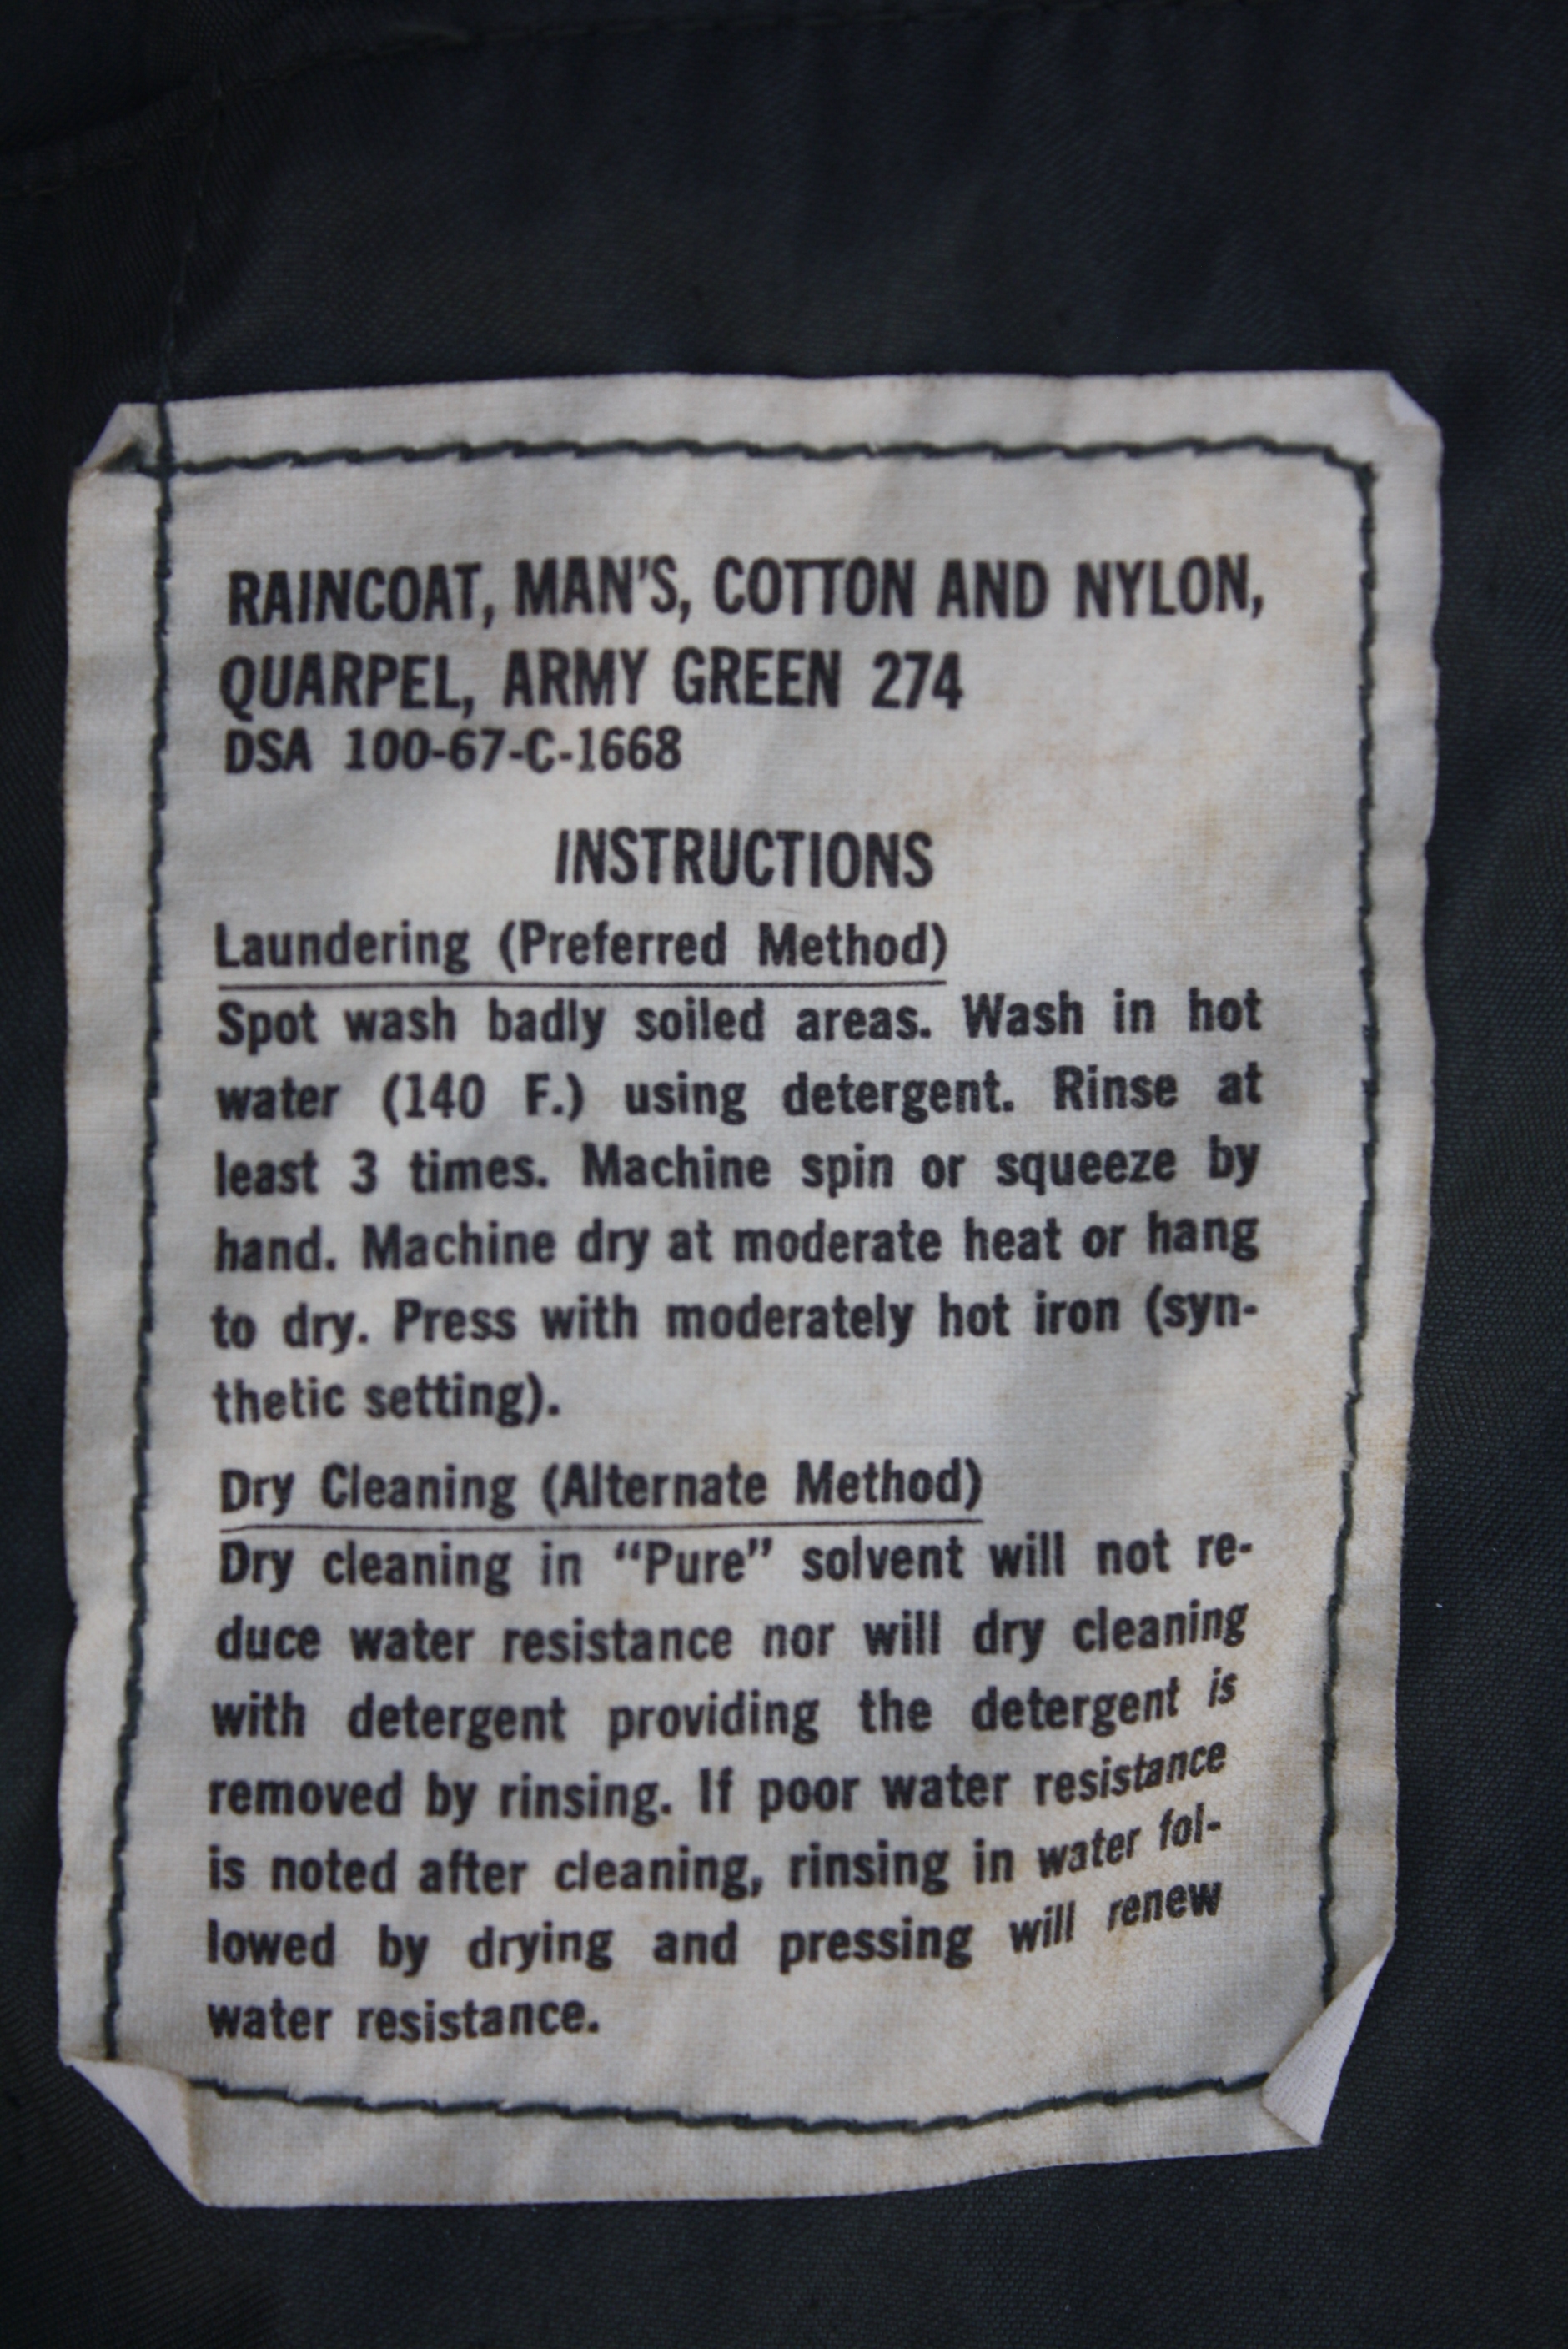 RAINCOAT, MAN'S, COTTON AND NYLON,
QUARPEL, ARMY GREEN 274
DSA 100-67-C-1668
INSTRUCTIONS
Laundering (Preferred Method)
Spot wash badly soiled areas. Wash in hot
water (140 F.) using detergent. Rinse at
least 3 times. Machine spin or squeeze by
hand. Machine dry at moderate heat or hang
to dry. Press with moderately hot iron (syn-
thetic setting).
Dry Cleaning (Alternate Method)
Dry cleaning in “Pure” solvent will not re-
duce water resistance nor will dry cleaning
with detergent providing the detergent is
removed by rinsing. If poor water resistance
is noted after cleaning, rinsing in water fol-
lowed by drying and pressing will renew
water resistance.